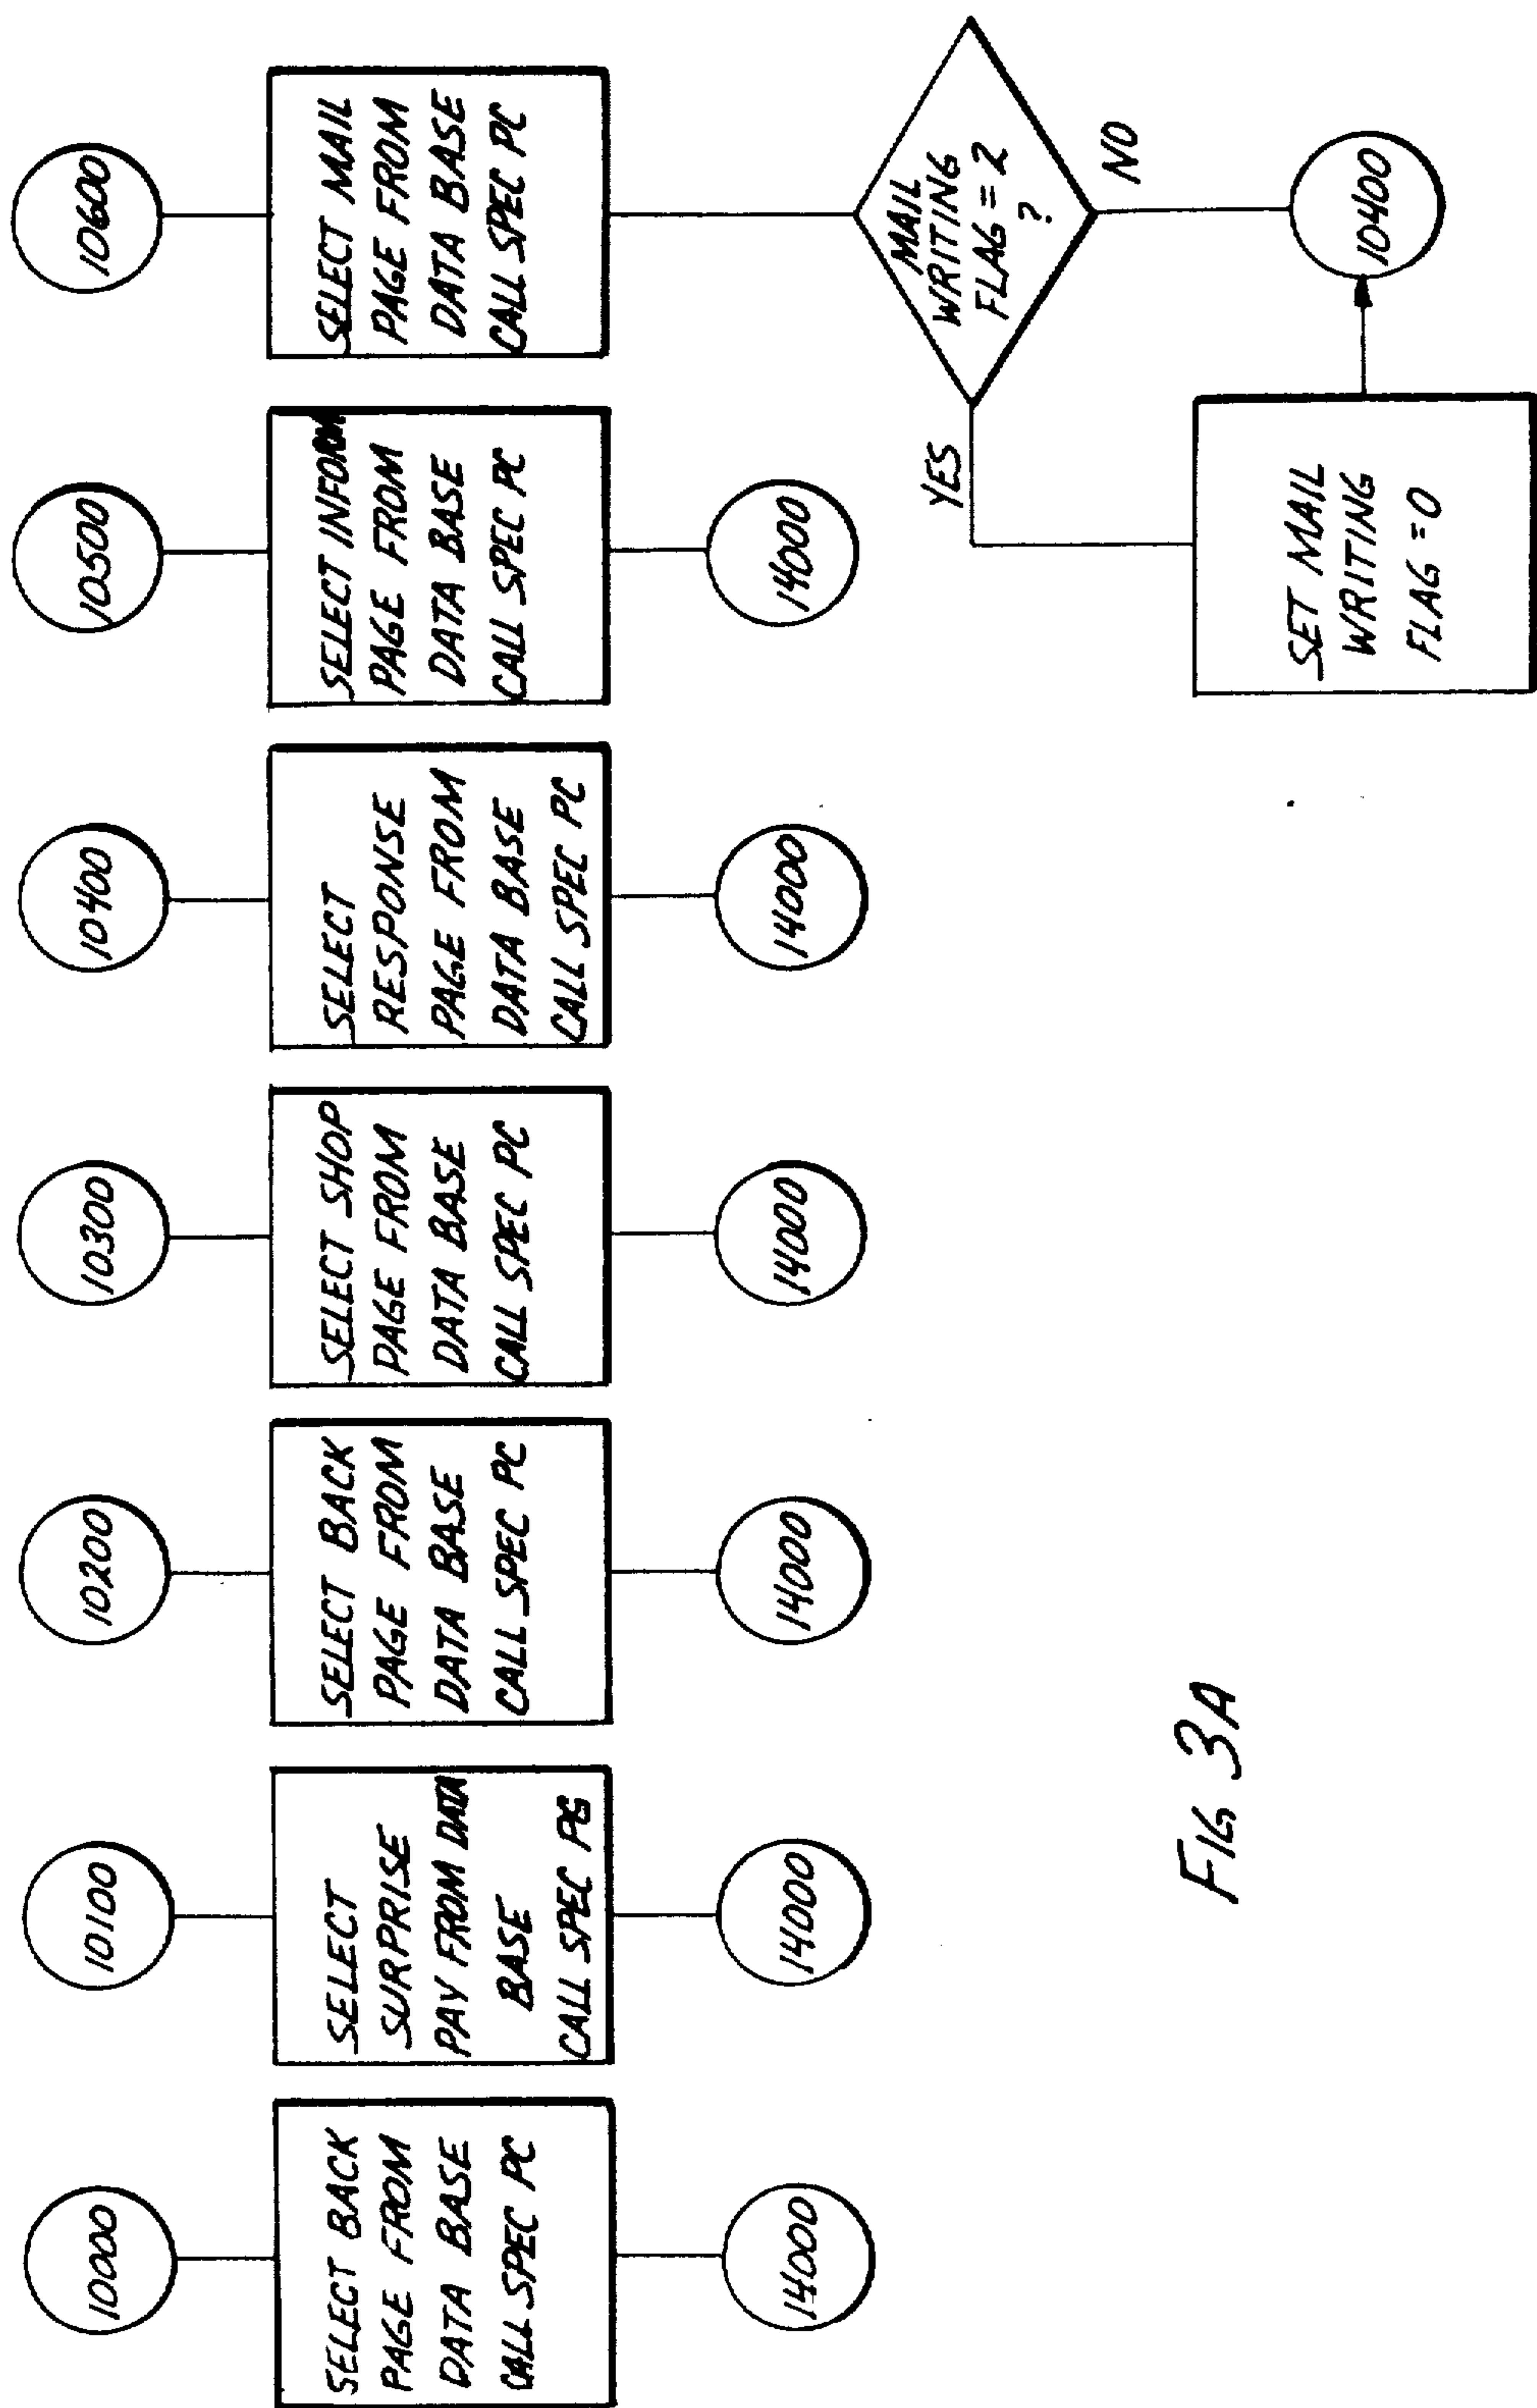 10000
SELECT BACK
PAGE FROM
DATA BASE
CALL SPEC PC
14000
10100
SELECT
SURPRISE
PAY FROM DATA
BASE
CALL SPEC PG
14000
10200
SELECT BACK
PAGE FROM
DATA BASE
CALL SPEC PC
14000
10300
SELECT SHOP
PAGE FROM
DATA BASE
CALL SPEC PC
14000
10400
SELECT
RESPONSE
PAGE FROM
DATA BASE
CALL SPEC PC
14000
10500
SELECT INFORM
PAGE FROM
DATA BASE
CALL SPEC PC
14000
10600
SELECT MAIL
PAGE FROM
DATA BASE
CALL SPEC PC
MAIL
WRITING
FLAG = 2
?
YES
NO
SET MAIL
WRITING
FLAG = 0
10400
FIG 3A